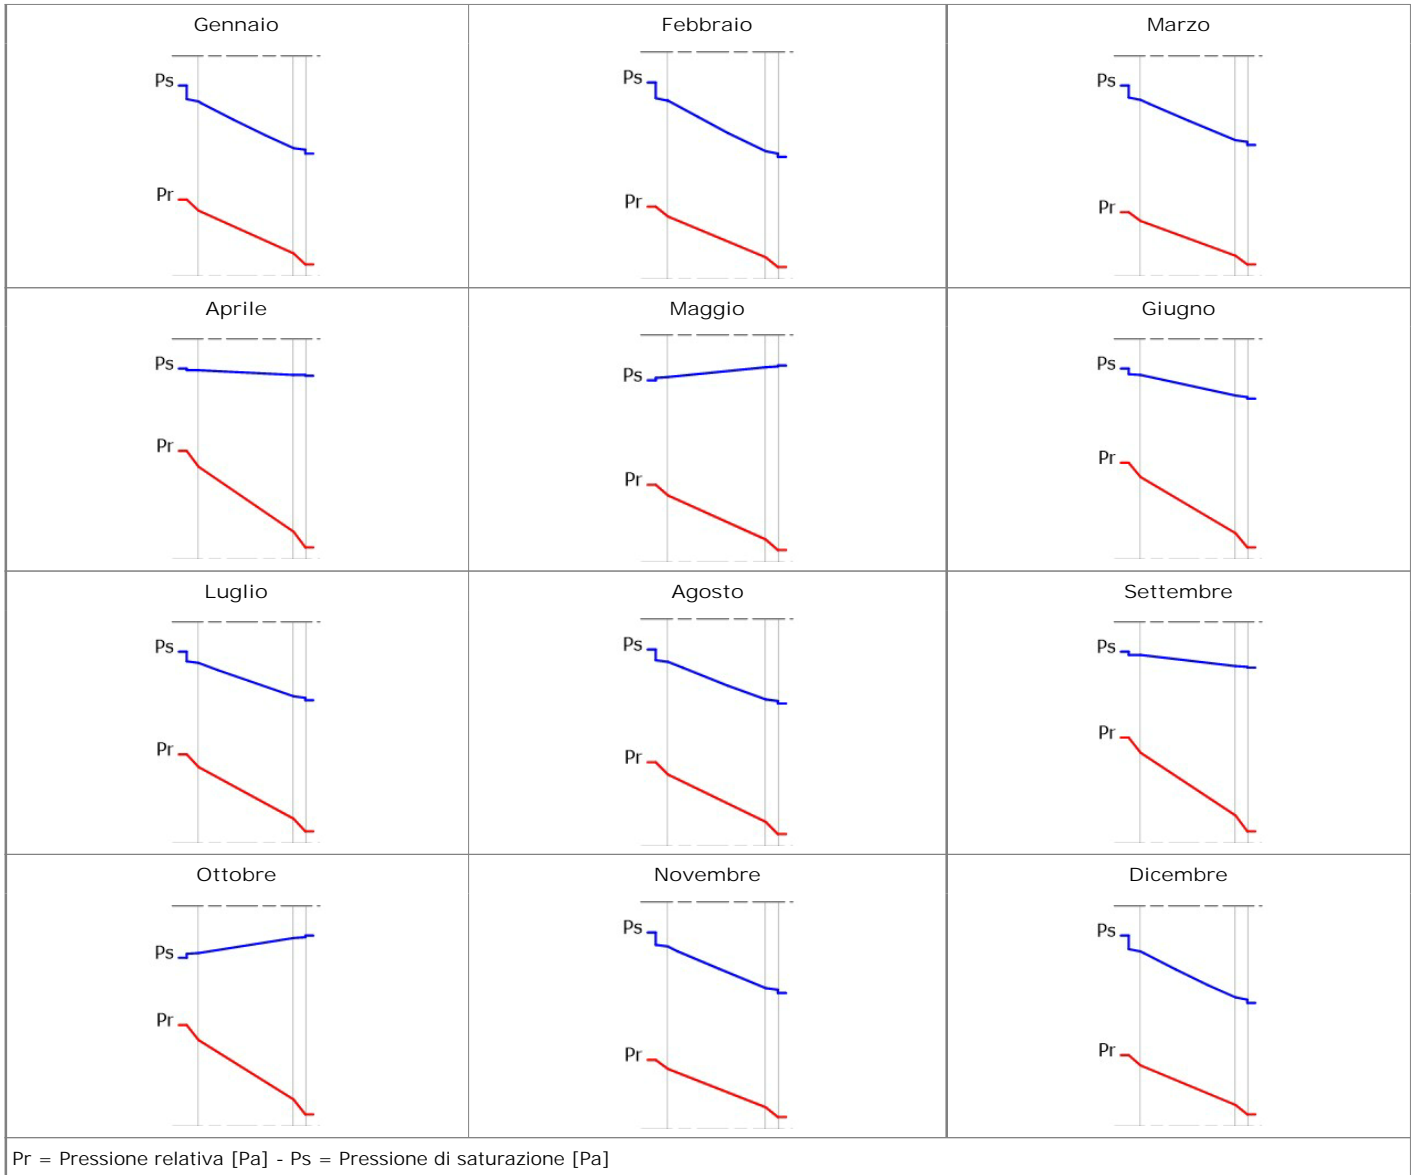 Gennaio Febbraio Marzo
Ps Ps Ps
Pr Pr Pr
Aprile Maggio Giugno
Ps Ps Ps
Pr Pr Pr
Luglio Agosto Settembre
Ps Ps Ps
Pr Pr Pr
Ottobre Novembre Dicembre
Ps Ps Ps
Pr Pr Pr
Pr = Pressione relativa [Pa] - Ps = Pressione di saturazione [Pa]